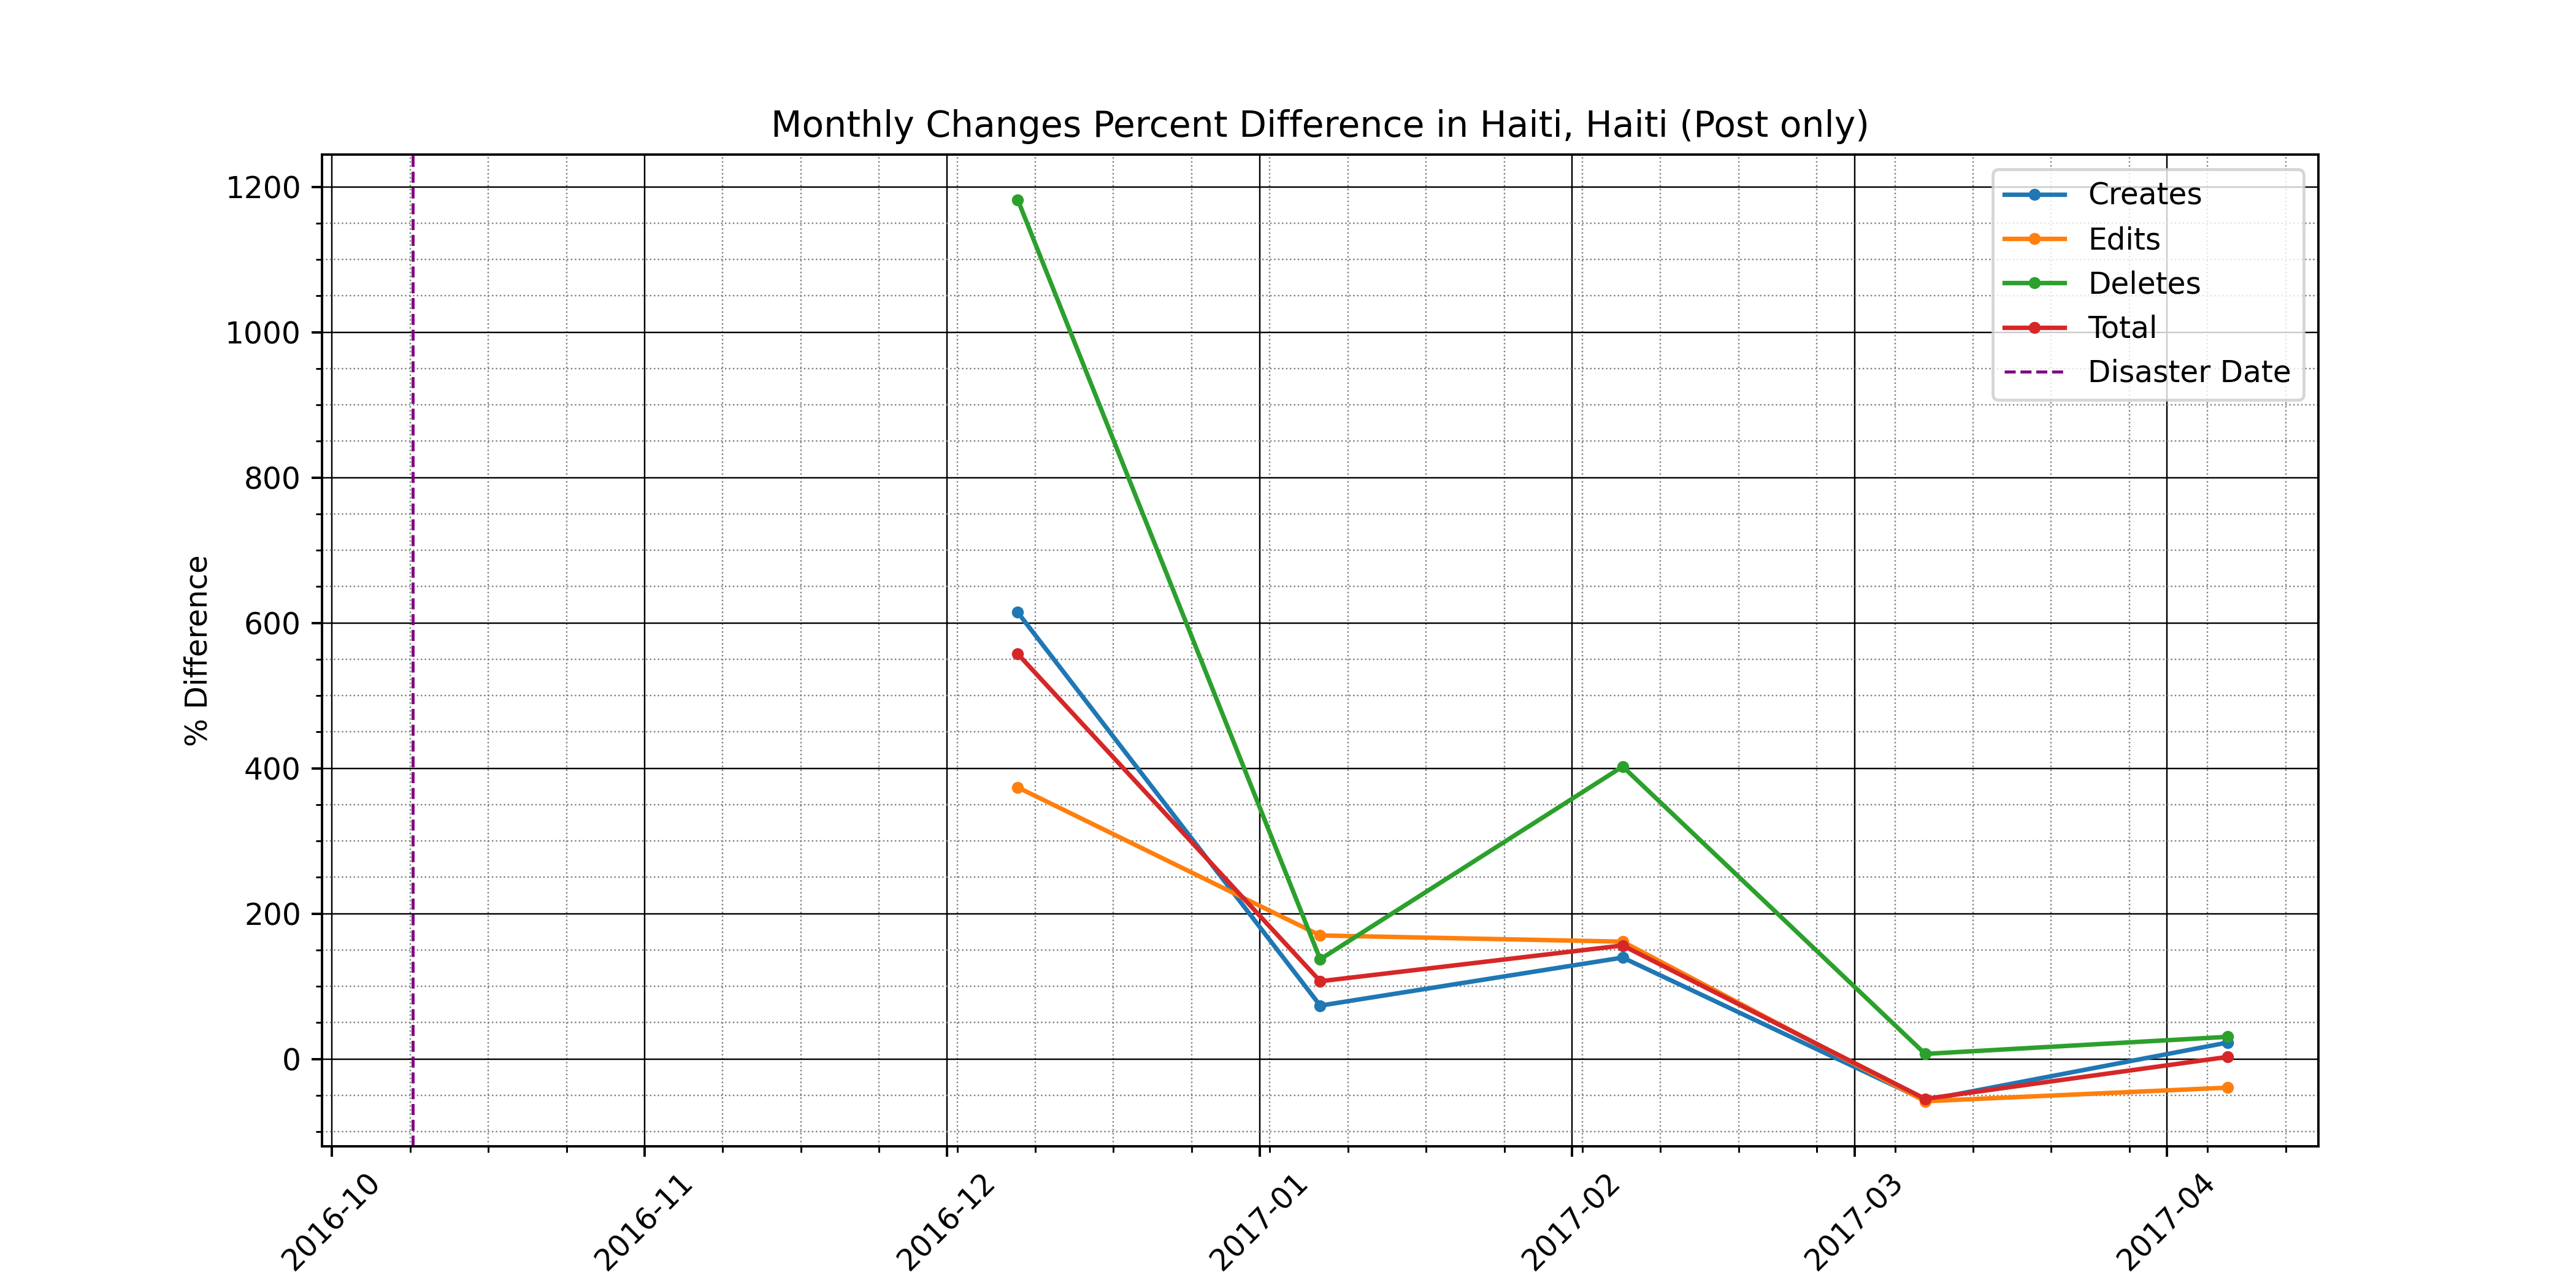 Monthly Changes Percent Difference in Haiti, Haiti (Post only)
1200
1000
800
600
400
200
0
% Difference
Creates
Edits
Deletes
Total
Disaster Date
2016-10
2016-11
2016-12
2017-01
2017-02
2017-03
2017-04